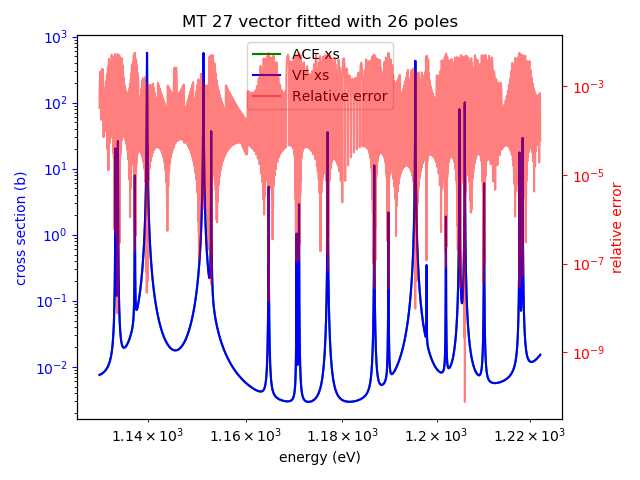 MT 27 vector fitted with 26 poles
ACE xs
VF xs
Relative error
10³
10²
10¹
10⁰
10⁻¹
10⁻²
cross section (b)
10⁻³
10⁻⁵
10⁻⁷
10⁻⁹
relative error
1.14 × 10³ 1.16 × 10³ 1.18 × 10³ 1.2 × 10³ 1.22 × 10³
energy (eV)